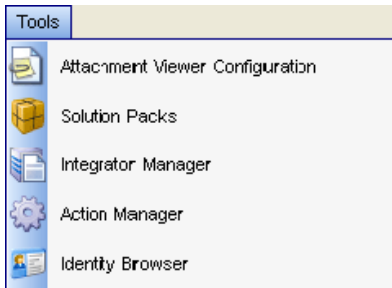 Tools
Attachment Viewer Configuration
Solution Packs
Integrator Manager
Action Manager
Identity Browser